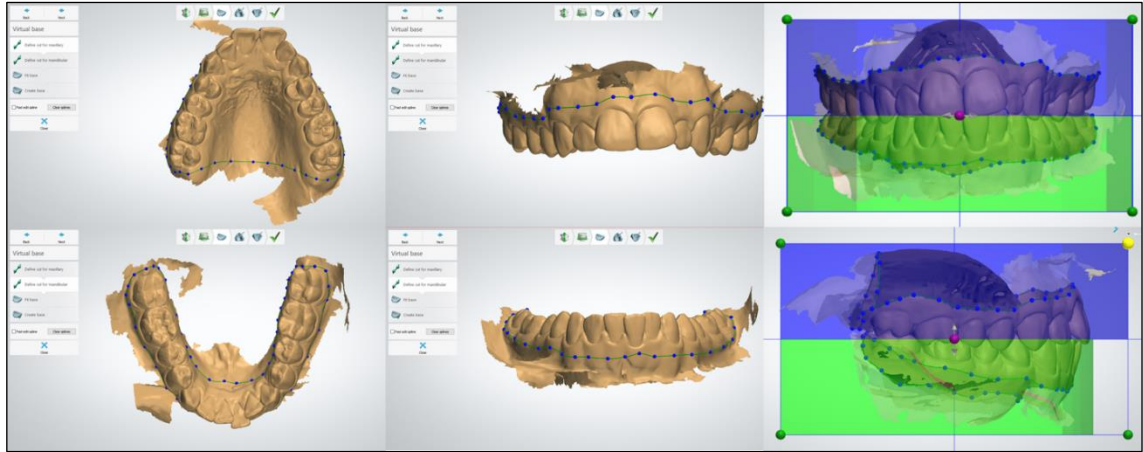 Back Next
Virtual base
Define cut for maxillary
Define cut for mandibular
Fit base
Create base
Clear splines
Close
Back Next
Virtual base
Define cut for maxillary
Define cut for mandibular
Fit base
Create base
Clear splines
Close
Back Next
Virtual base
Define cut for maxillary
Define cut for mandibular
Fit base
Create base
Clear splines
Close
Back Next
Virtual base
Define cut for maxillary
Define cut for mandibular
Fit base
Create base
Clear splines
Close